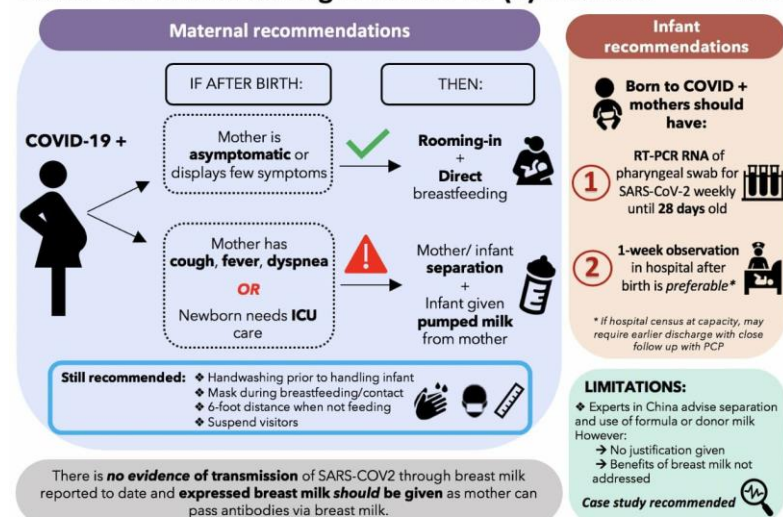 Maternal recommendations
IF AFTER BIRTH:
THEN:
COVID-19 +
Mother is
asymptomatic or
displays few symptoms
Rooming-in
+
Direct
breastfeeding
Mother has
cough, fever, dyspnea
OR
Newborn needs ICU
care
Mother/ infant
separation
+
Infant given
pumped milk
from mother
Still recommended:
❖ Handwashing prior to handling infant
❖ Mask during breastfeeding/contact
❖ 6-foot distance when not feeding
❖ Suspend visitors
There is no evidence of transmission of SARS-COV2 through breast milk
reported to date and expressed breast milk should be given as mother can
pass antibodies via breast milk.
Infant
recommendations
Born to COVID +
mothers should
have:
1
RT-PCR RNA of
pharyngeal swab for
SARS-CoV-2 weekly
until 28 days old
2
1-week observation
in hospital after
birth is preferable*
* If hospital census at capacity, may
require earlier discharge with close
follow up with PCP
LIMITATIONS:
❖ Experts in China advise separation
and use of formula or donor milk
However:
→ No justification given
→ Benefits of breast milk not
addressed
Case study recommended